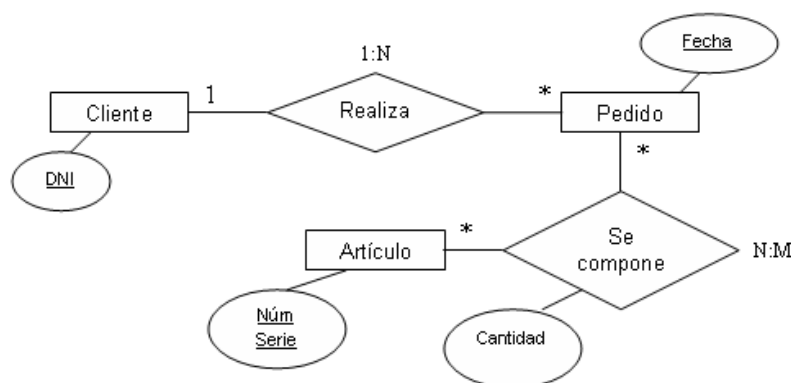 Fecha
1:N
Cliente
1
Realiza
*
Pedido
*
DNI
*
Artículo
Se
compone
N:M
Núm
Serie
Cantidad